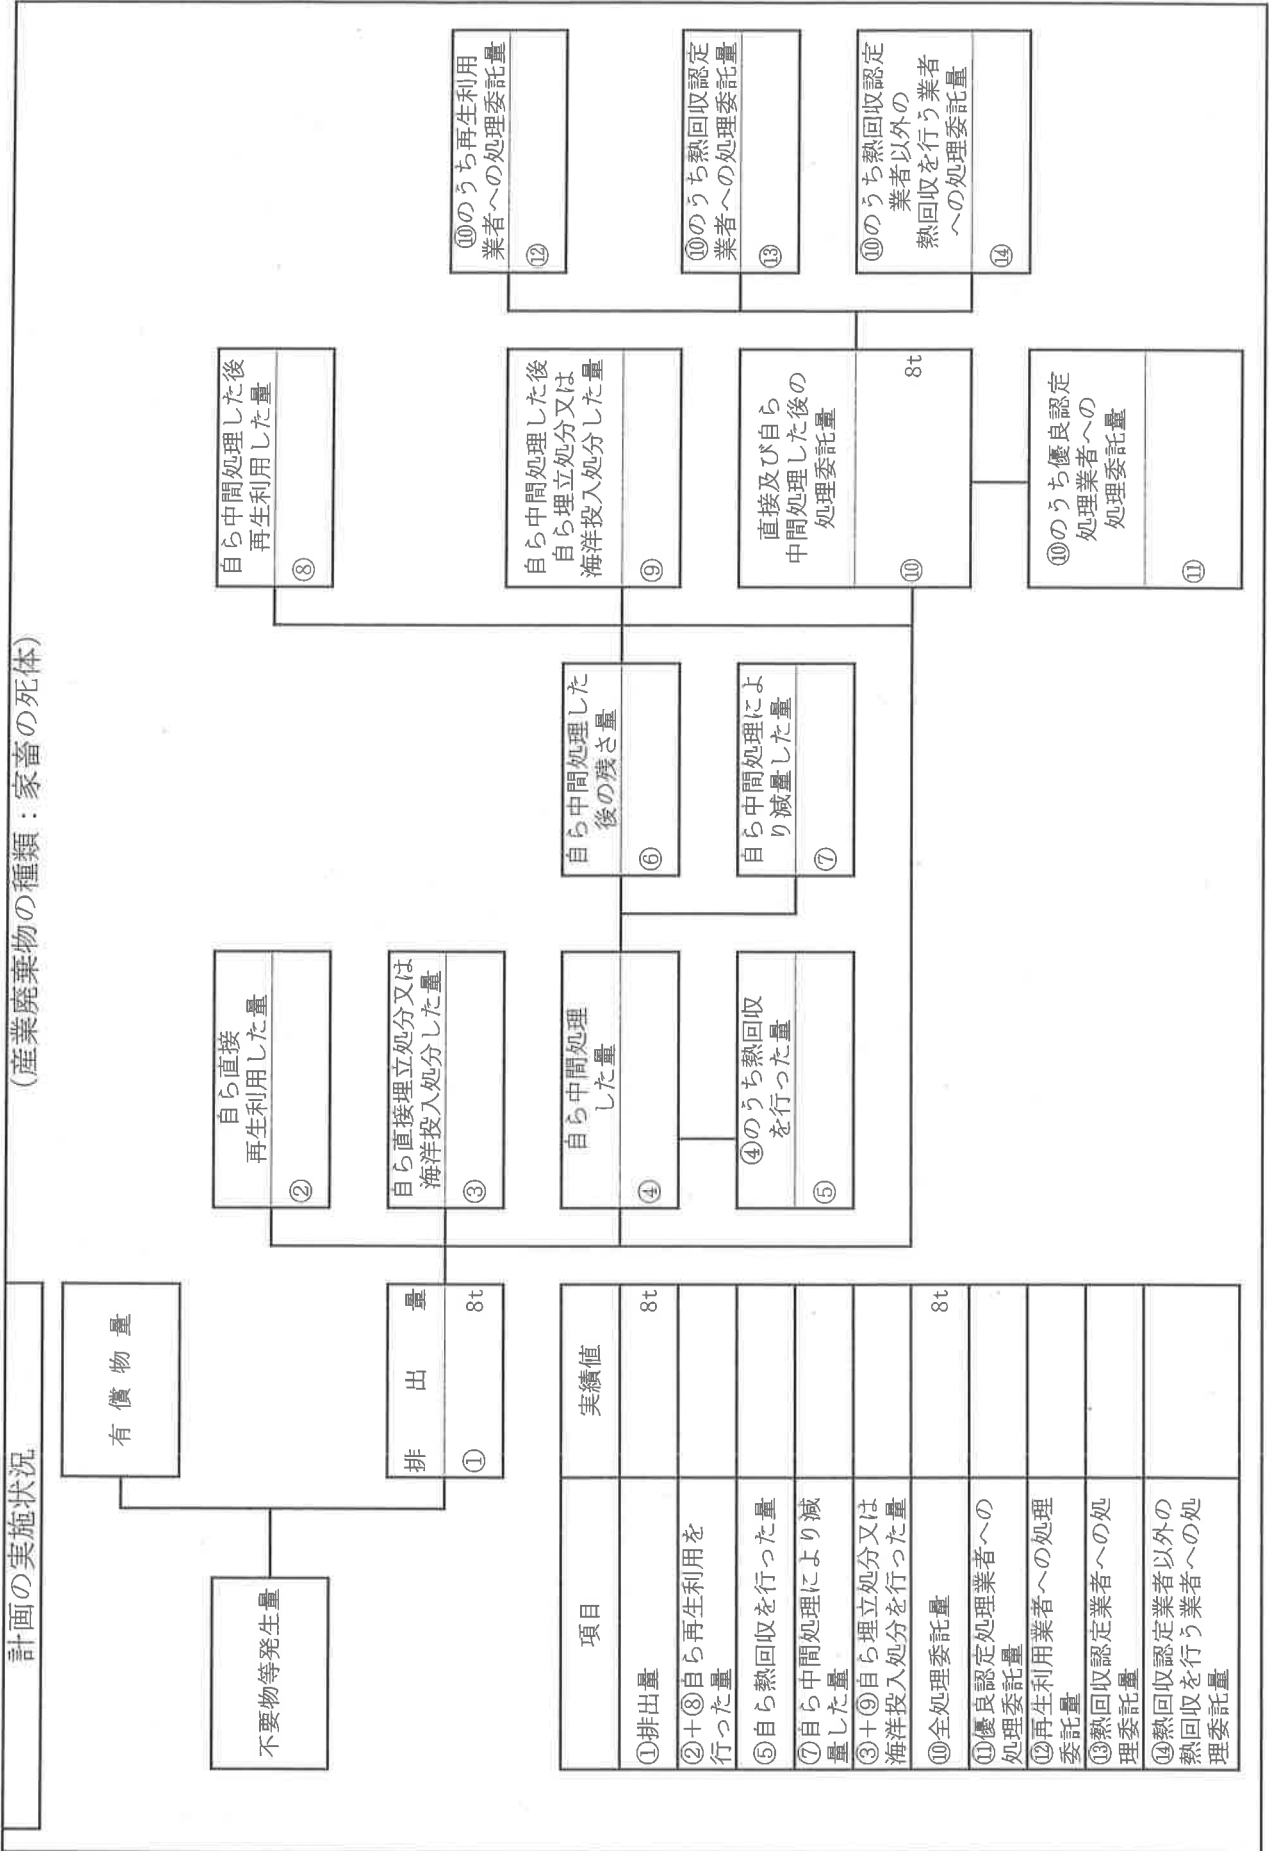 計画の実施状況
(産業廃棄物の種類：家畜の死体)
不要物等発生量
有 償 物 量
排 出 量
① 8t
自ら直接
再生利用した量
②
自ら直接埋立処分又は
海洋投入処分した量
③
自ら中間処理
した量
④
④のうち熱回収
を行った量
⑤
自ら中間処理した
後の残さ量
⑥
自ら中間処理によ
り減量した量
⑦
自ら中間処理した後
再生利用した量
⑧
自ら中間処理した後
自ら埋立処分又は
海洋投入処分した量
⑨
直接及び自ら
中間処理した後の
処理委託量
⑩ 8t
⑩のうち優良認定
処理業者への
処理委託量
⑪
⑩のうち再生利用
業者への処理委託量
⑫
⑩のうち熱回収認定
業者への処理委託量
⑬
⑩のうち熱回収認定
業者以外の
熱回収を行う業者
への処理委託量
⑭
項目 実績値
①排出量 8t
②＋⑧自ら再生利用を
行った量
⑤自ら熱回収を行った量
⑦自ら中間処理により減
量した量
③＋⑨自ら埋立処分又は
海洋投入処分を行った量
⑩全処理委託量 8t
⑪優良認定処理業者への
処理委託量
⑫再生利用業者への処理
委託量
⑬熱回収認定業者への処
理委託量
⑭熱回収認定業者以外の
熱回収を行う業者への処
理委託量